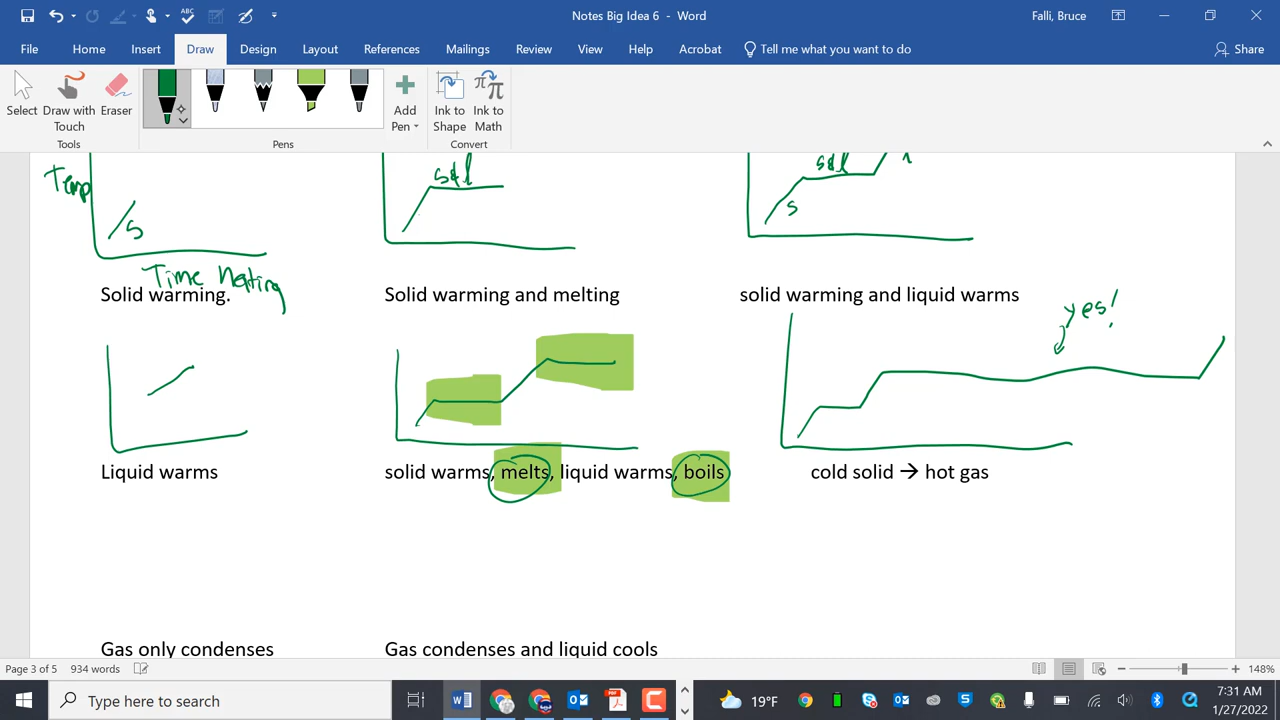 Notes Big Idea 6 - Word
Falli, Bruce
File Home Insert Draw Design Layout References Mailings Review View Help Acrobat Tell me what you want to do Share
Select Draw with Touch Eraser Add Pen Ink to Shape Ink to Math
Tools Pens Convert
Temp s&l s&l
s s l
Time Heating
Solid warming. Solid warming and melting solid warming and liquid warms
yes!
Liquid warms solid warms, melts, liquid warms, boils cold solid → hot gas
Gas only condenses Gas condenses and liquid cools
Page 3 of 5 934 words 148%
Type here to search 19°F 7:31 AM
1/27/2022